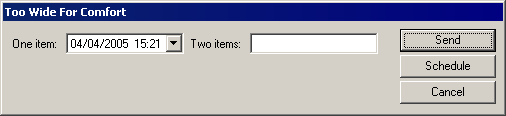 Too Wide For Comfort
One item: 04/04/2005 15:21 Two items:
Send
Schedule
Cancel